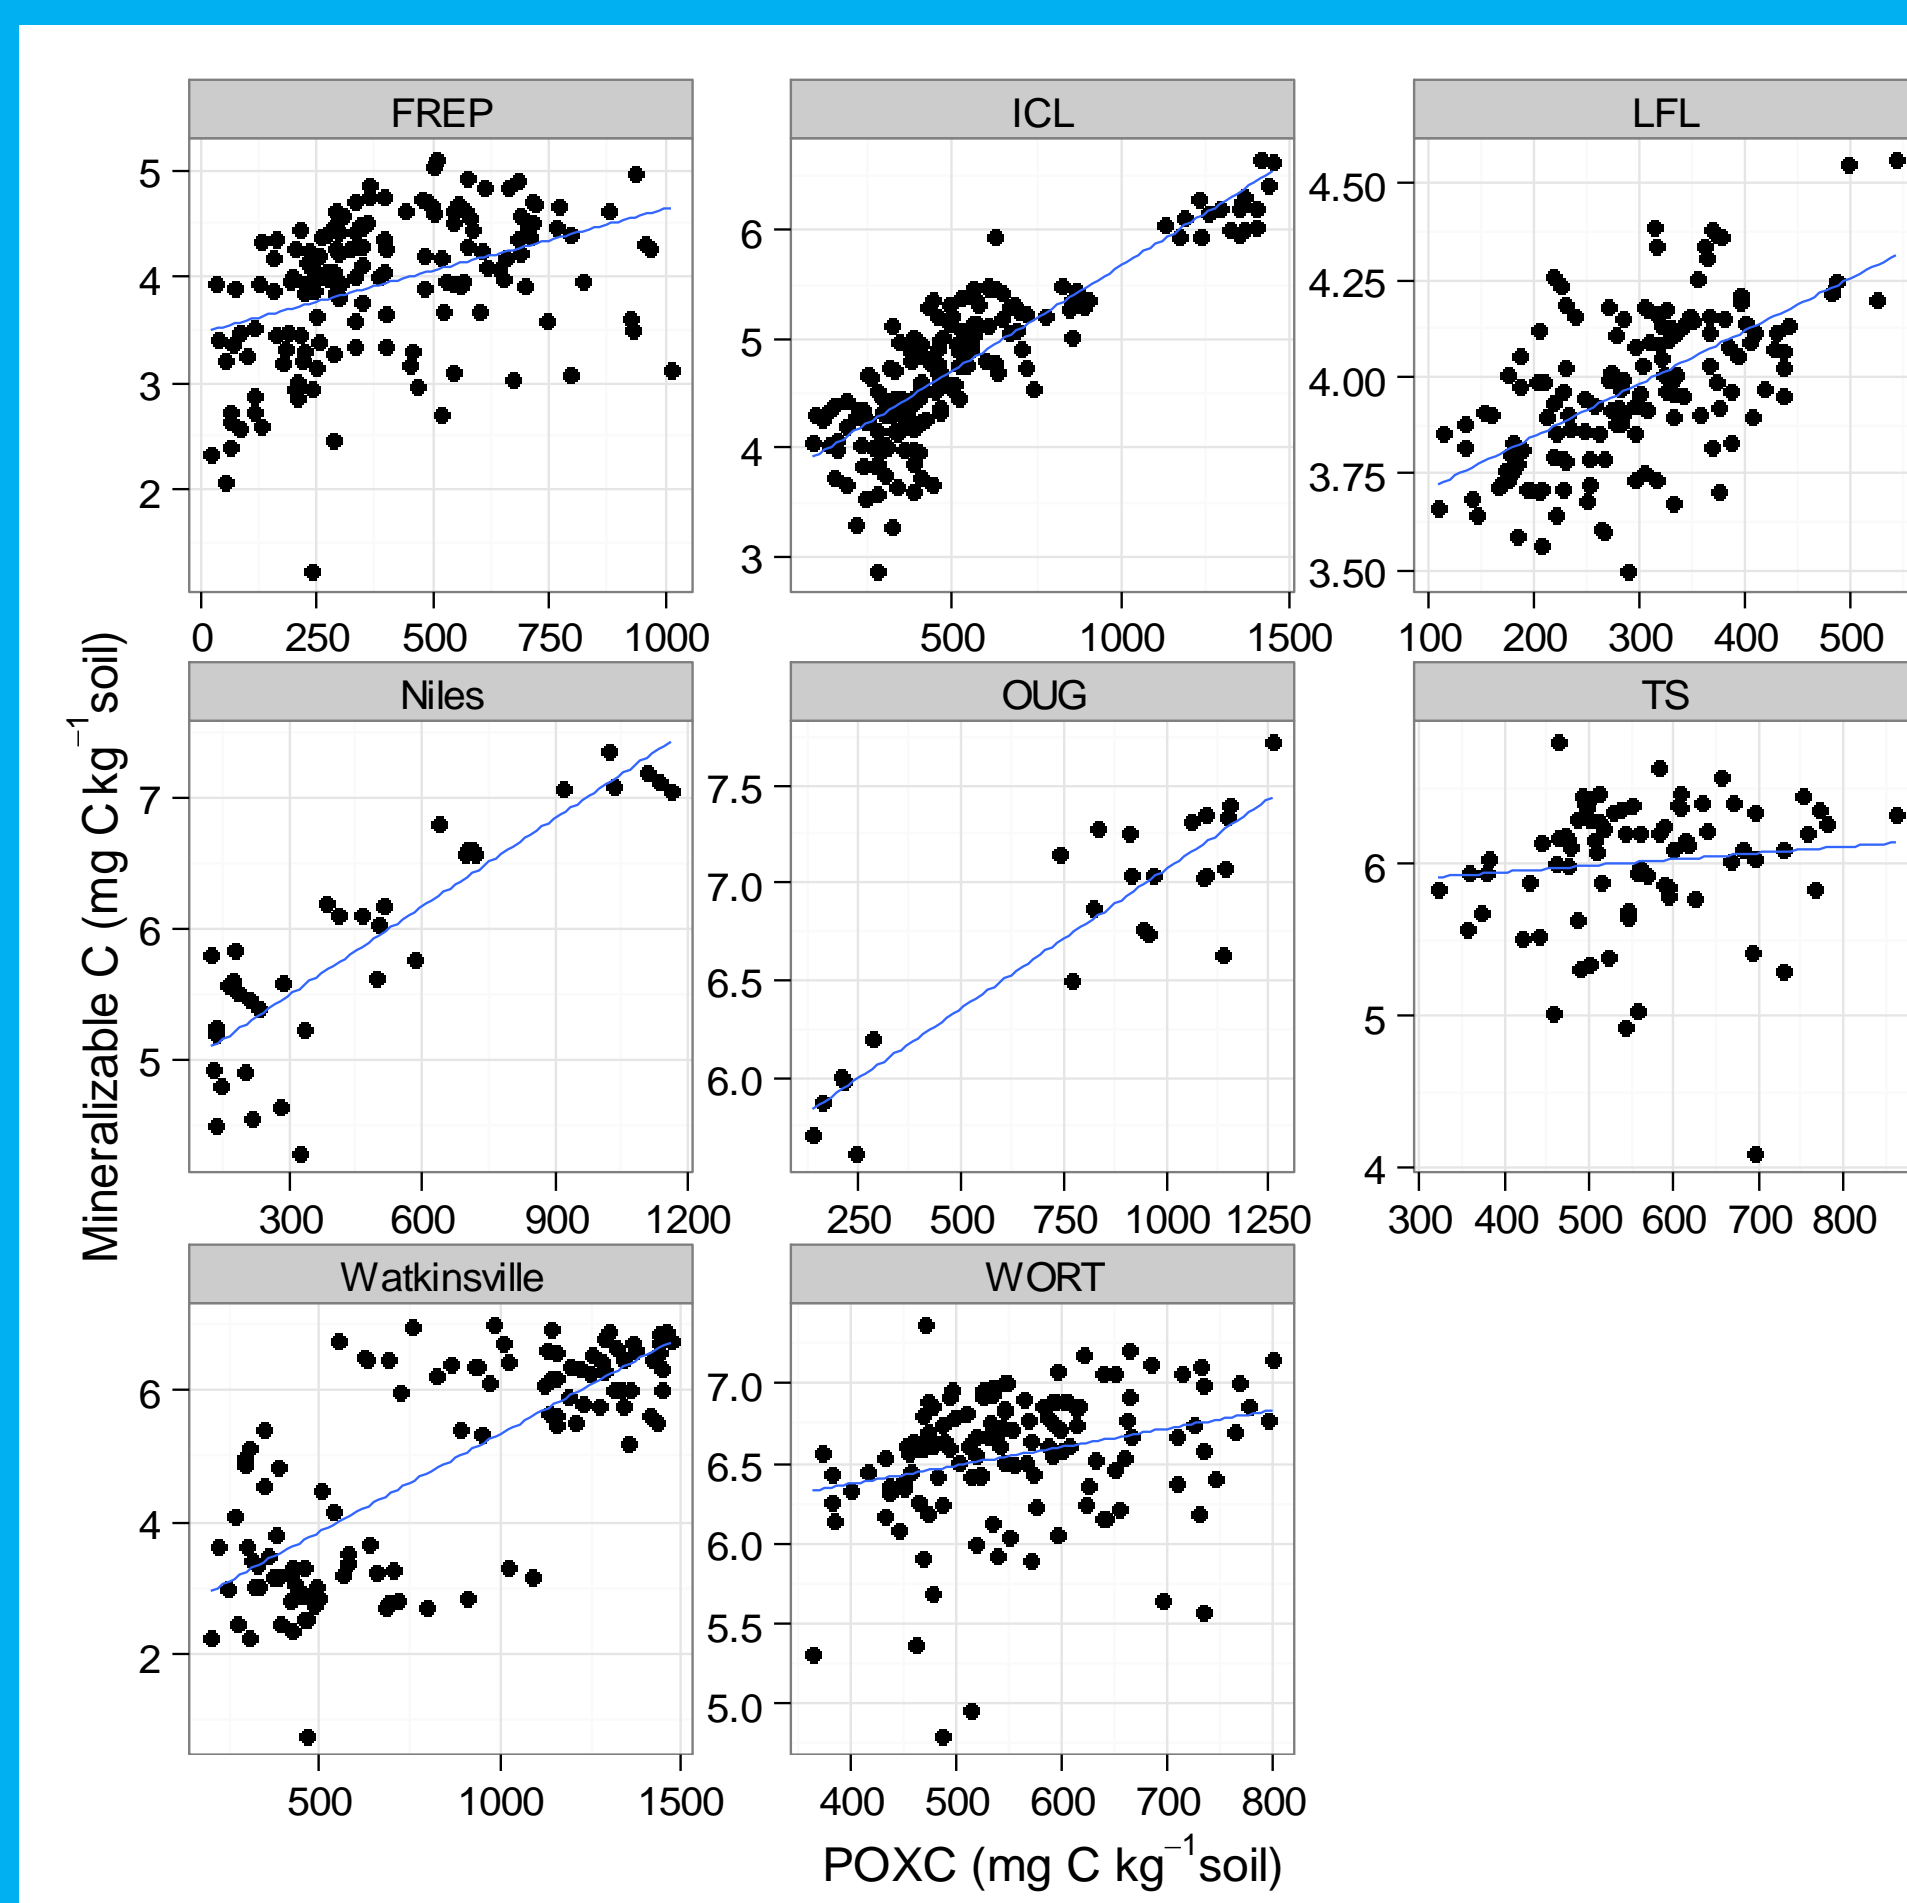 FREP ICL LFL
5
4
3
2
6
5
4
3
4.50
4.25
4.00
3.75
3.50
0 250 500 750 1000
500 1000 1500
100 200 300 400 500
Mineralizable C (mg Ckg⁻¹soil)
Niles OUG TS
7
6
5
7.5
7.0
6.5
6.0
6
5
4
300 600 900 1200
250 500 750 1000 1250
300 400 500 600 700 800
Watkinsville WORT
6
4
2
7.0
6.5
6.0
5.5
5.0
500 1000 1500
400 500 600 700 800
POXC (mg C kg⁻¹soil)